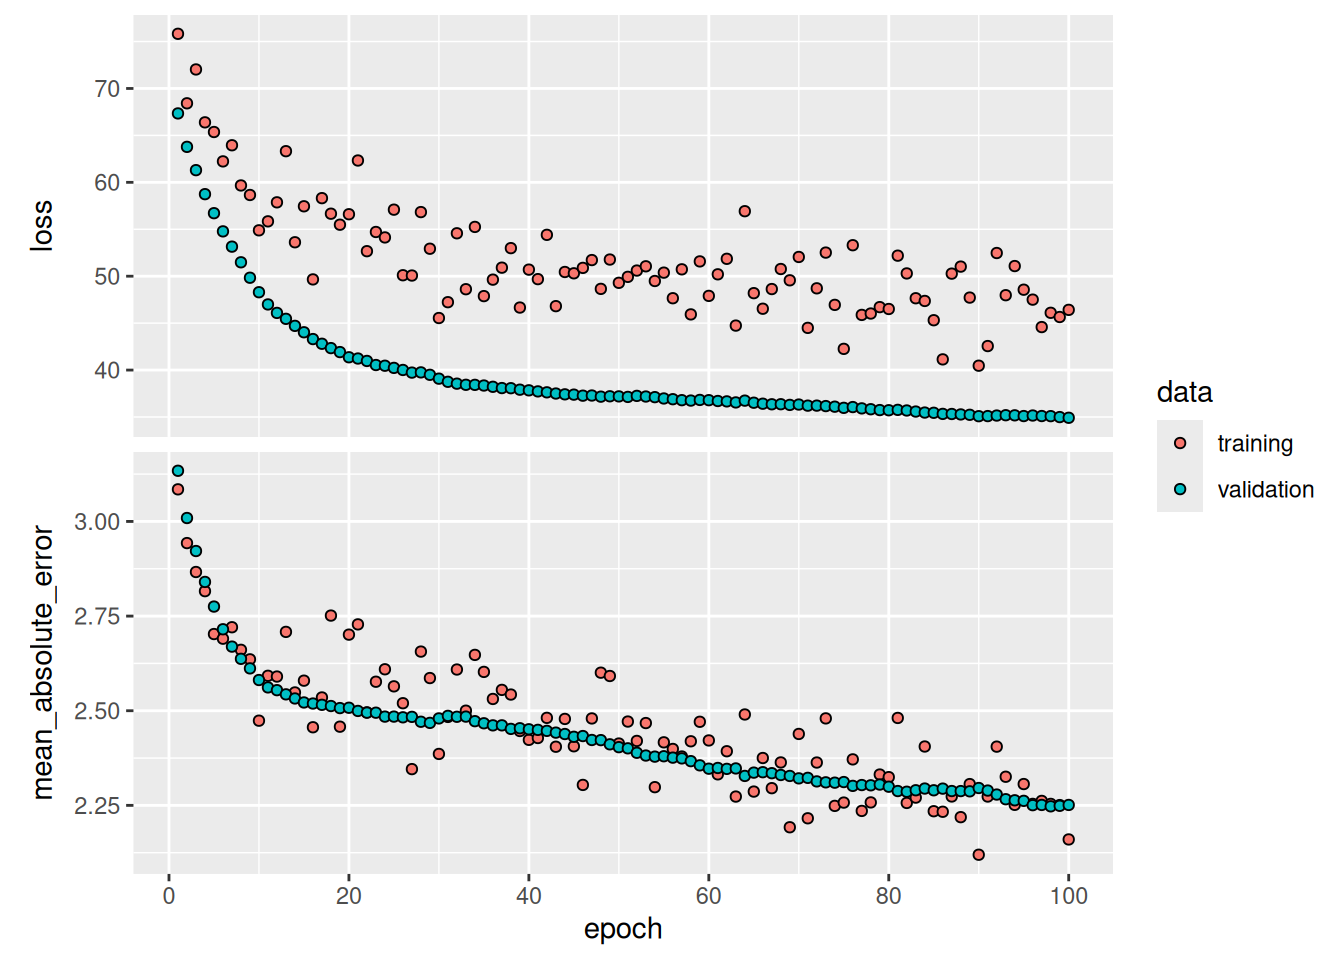 loss
70
60
50
40
mean_absolute_error
3.00
2.75
2.50
2.25
0 20 40 60 80 100
epoch
data
training
validation